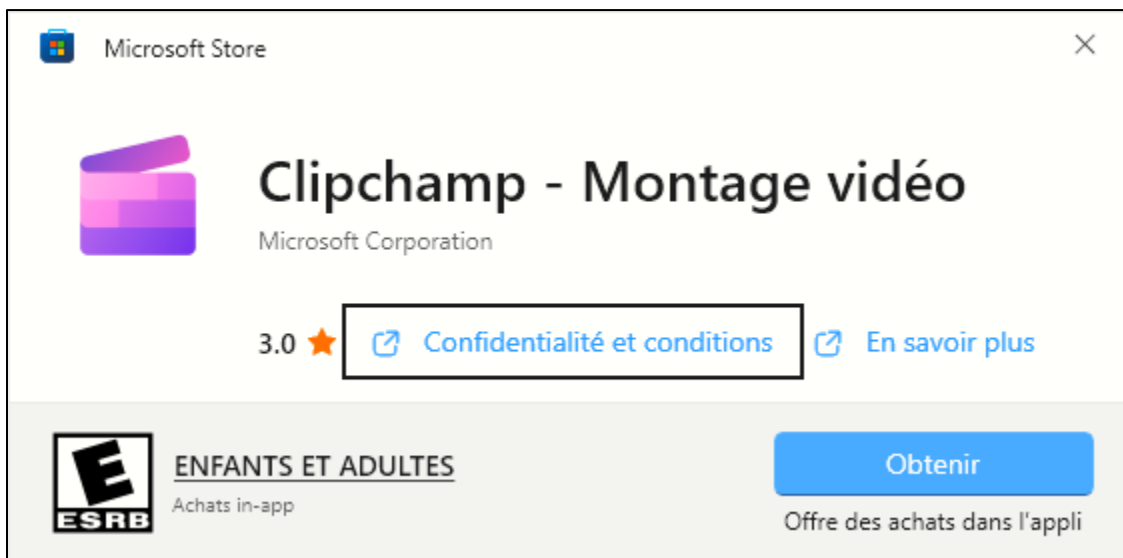 Microsoft Store
Clipchamp - Montage vidéo
Microsoft Corporation
3.0 Confidentialité et conditions En savoir plus
E
ESRB
ENFANTS ET ADULTES
Achats in-app
Obtenir
Offre des achats dans l'appli